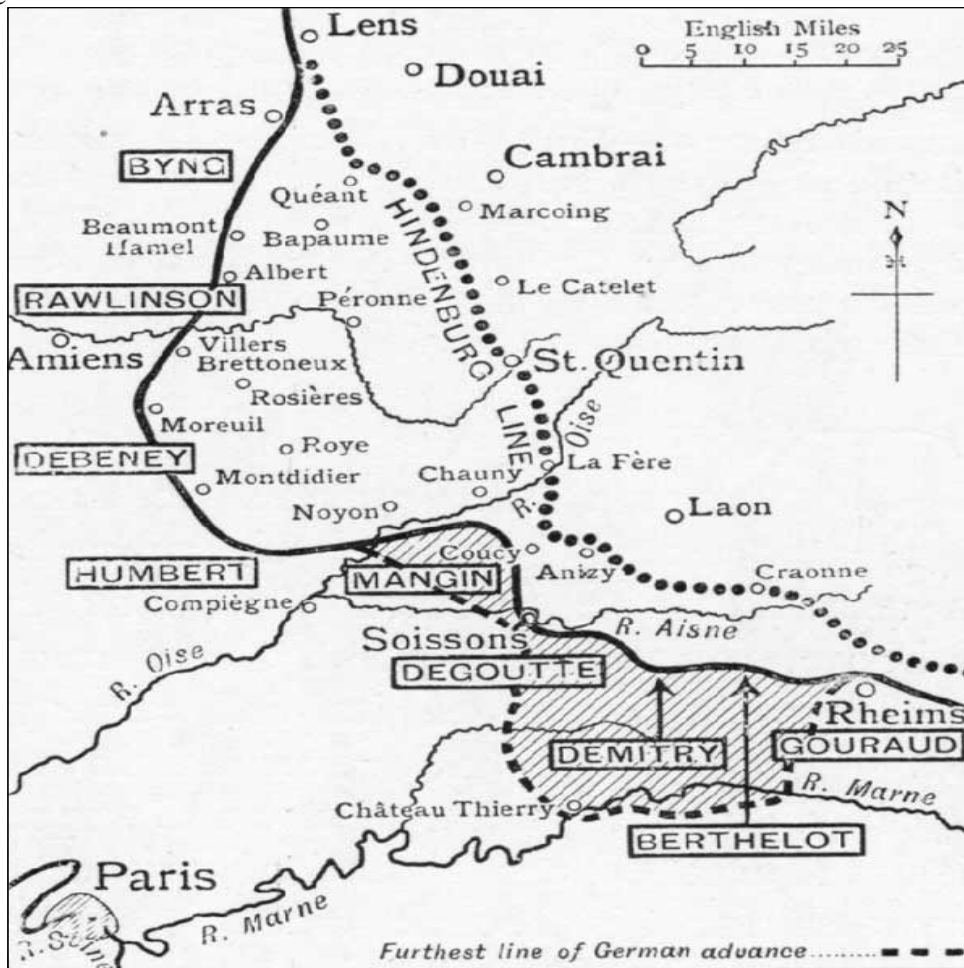 Lens
English Miles
0 5 10 15 20 25
Douai
Arras
BYNG
Cambrai
Quéant
Marcoing
N
Beaumont
Hamel
Bapaume
HINDENBURG
Albert
Le Catelet
RAWLINSON
Péronne
Amiens
Villers
Brettoneux
St. Quentin
Rosières
Moreuil
LINE
R. Oise
Roye
DEBENEY
Chauny
La Fère
Montdidier
Noyon
Laon
Coucy
Anizy
HUMBERT
MANGIN
Craonne
Compiègne
Soissons
R. Aisne
R. Oise
DEGOUTTE
Rheims
DEMITRY
GOURAUD
R. Marne
Château Thierry
BERTHELOT
Paris
R. Marne
R. Seine
Furthest line of German advance